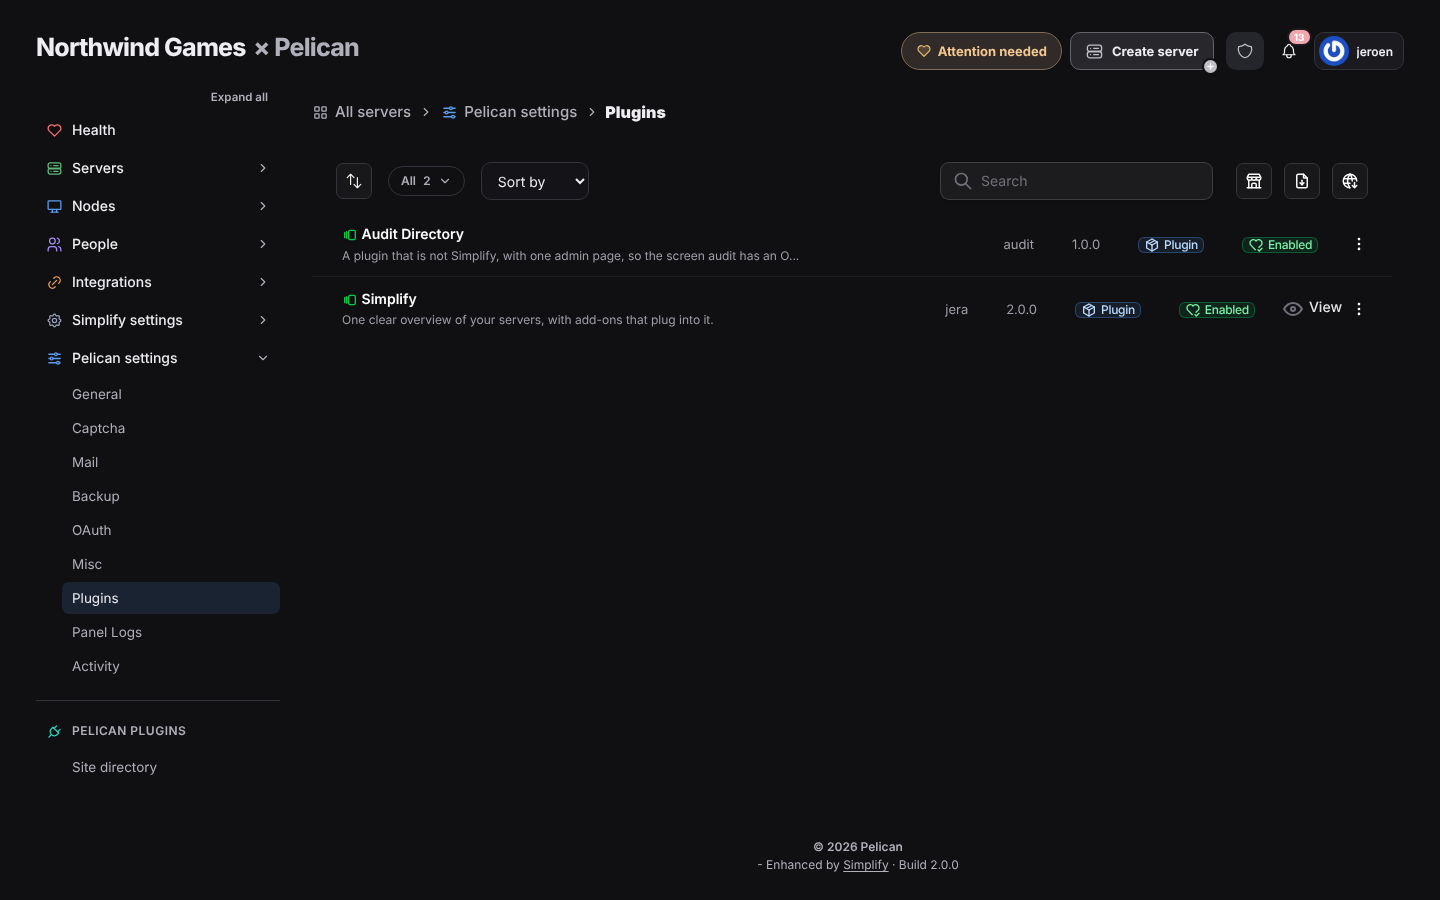 Northwind Games × Pelican
Attention needed
Create server
13
jeroen
Expand all
Health
Servers
Nodes
People
Integrations
Simplify settings
Pelican settings
General
Captcha
Mail
Backup
OAuth
Misc
Plugins
Panel Logs
Activity
PELICAN PLUGINS
Site directory
All servers > Pelican settings > Plugins
All 2
Sort by
Search
Audit Directory
A plugin that is not Simplify, with one admin page, so the screen audit has an O...
audit
1.0.0
Plugin
Enabled
Simplify
One clear overview of your servers, with add-ons that plug into it.
jera
2.0.0
Plugin
Enabled
View
© 2026 Pelican
- Enhanced by Simplify · Build 2.0.0